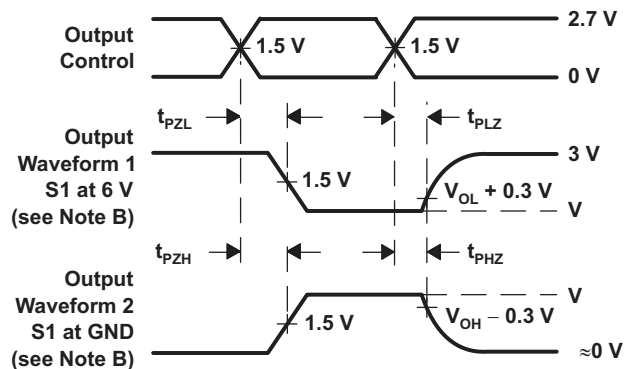 Output
Control
1.5 V
1.5 V
2.7 V
0 V
tPZL
tPLZ
Output
Waveform 1
S1 at 6 V
(see Note B)
1.5 V
3 V
VOL + 0.3 V
V
tPZH
tPHZ
Output
Waveform 2
S1 at GND
(see Note B)
1.5 V
V
VOH − 0.3 V
≈0 V